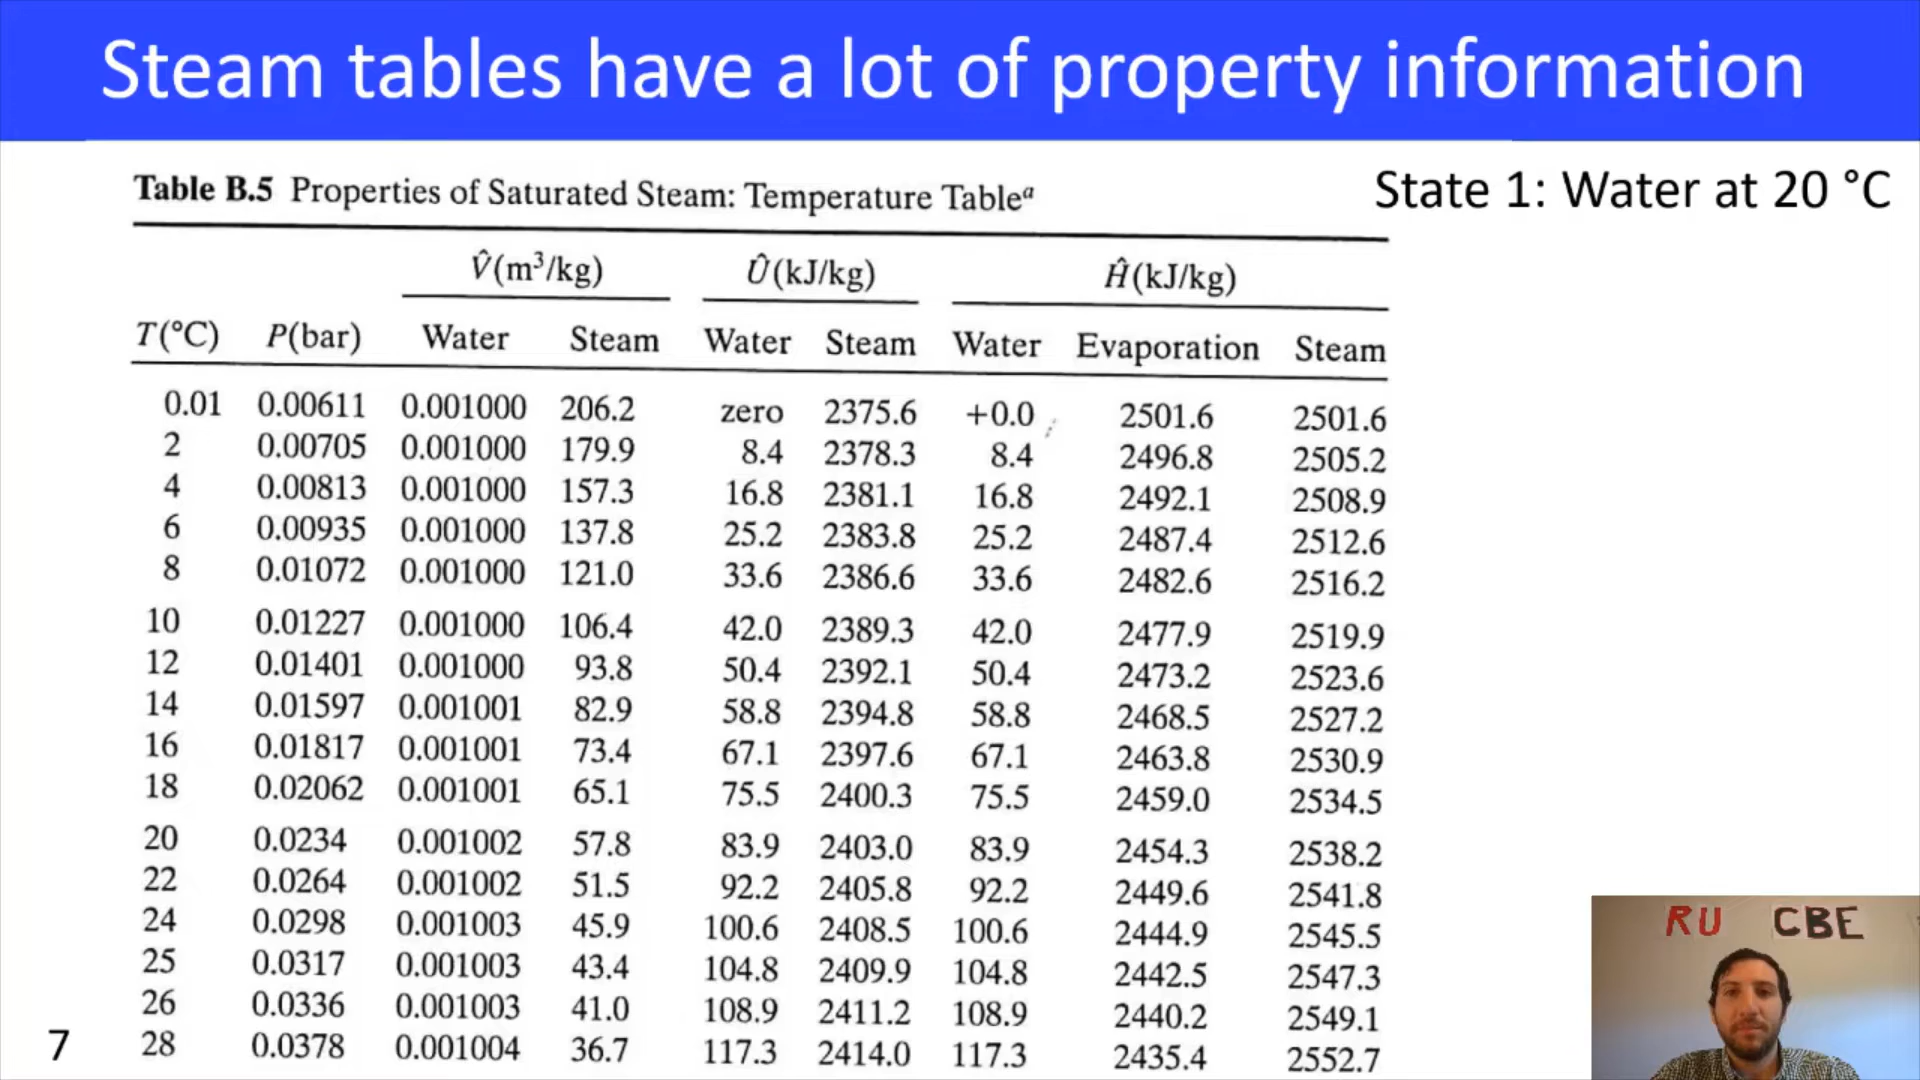 Steam tables have a lot of property information
Table B.5 Properties of Saturated Steam: Temperature Tableᵃ
State 1: Water at 20 °C
V̂(m³/kg) Û(kJ/kg) Ĥ(kJ/kg)
T(°C) P(bar) Water Steam Water Steam Water Evaporation Steam
0.01 0.00611 0.001000 206.2 zero 2375.6 +0.0 2501.6 2501.6
2 0.00705 0.001000 179.9 8.4 2378.3 8.4 2496.8 2505.2
4 0.00813 0.001000 157.3 16.8 2381.1 16.8 2492.1 2508.9
6 0.00935 0.001000 137.8 25.2 2383.8 25.2 2487.4 2512.6
8 0.01072 0.001000 121.0 33.6 2386.6 33.6 2482.6 2516.2
10 0.01227 0.001000 106.4 42.0 2389.3 42.0 2477.9 2519.9
12 0.01401 0.001000 93.8 50.4 2392.1 50.4 2473.2 2523.6
14 0.01597 0.001001 82.9 58.8 2394.8 58.8 2468.5 2527.2
16 0.01817 0.001001 73.4 67.1 2397.6 67.1 2463.8 2530.9
18 0.02062 0.001001 65.1 75.5 2400.3 75.5 2459.0 2534.5
20 0.0234 0.001002 57.8 83.9 2403.0 83.9 2454.3 2538.2
22 0.0264 0.001002 51.5 92.2 2405.8 92.2 2449.6 2541.8
24 0.0298 0.001003 45.9 100.6 2408.5 100.6 2444.9 2545.5
25 0.0317 0.001003 43.4 104.8 2409.9 104.8 2442.5 2547.3
26 0.0336 0.001003 41.0 108.9 2411.2 108.9 2440.2 2549.1
28 0.0378 0.001004 36.7 117.3 2414.0 117.3 2435.4 2552.7
7
RU CBE